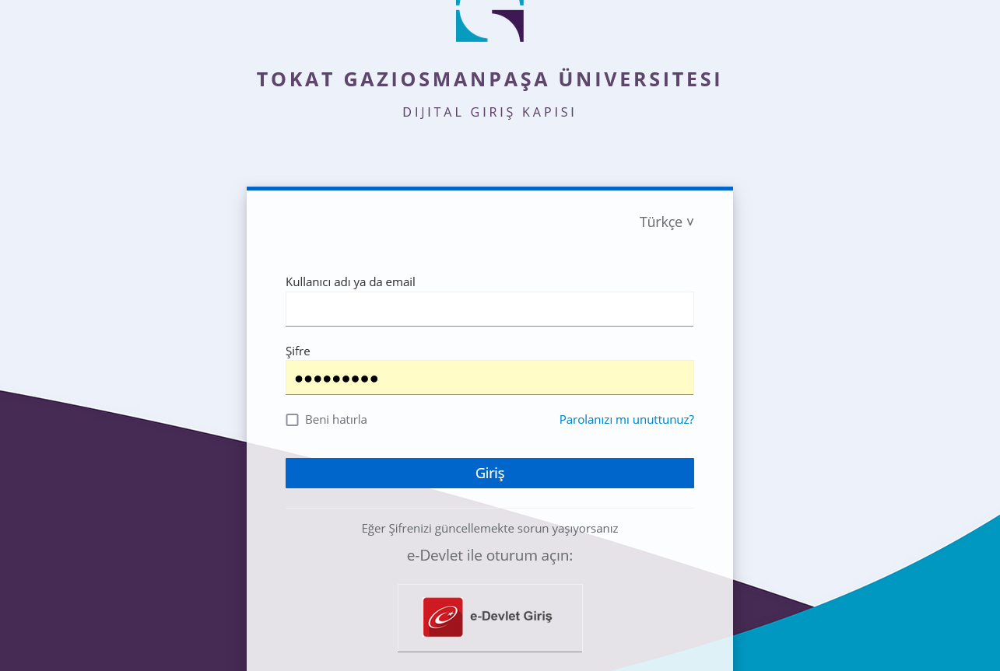 TOKAT GAZIOSMANPAŞA ÜNIVERSITESI
DIJITAL GIRIŞ KAPISI
Türkçe ˅
Kullanıcı adı ya da email
Şifre
●●●●●●●●●
Beni hatırla
Parolanızı mı unuttunuz?
Giriş
Eğer Şifrenizi güncellemekte sorun yaşıyorsanız
e-Devlet ile oturum açın:
e-Devlet Giriş